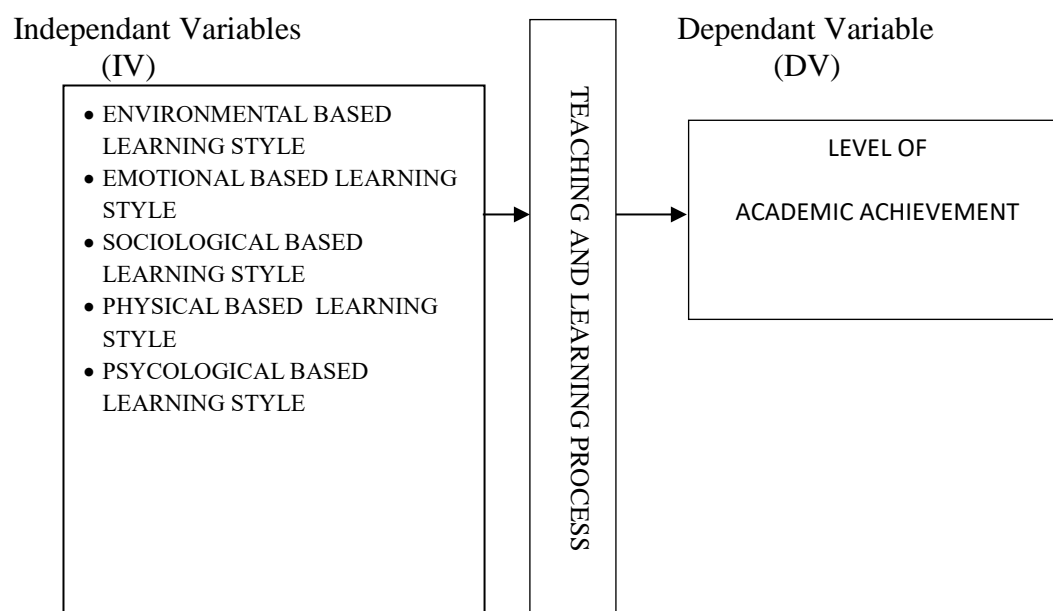 Independant Variables
(IV)
• ENVIRONMENTAL BASED
LEARNING STYLE
• EMOTIONAL BASED LEARNING
STYLE
• SOCIOLOGICAL BASED
LEARNING STYLE
• PHYSICAL BASED LEARNING
STYLE
• PSYCOLOGICAL BASED
LEARNING STYLE
TEACHING AND LEARNING PROCESS
Dependant Variable
(DV)
LEVEL OF
ACADEMIC ACHIEVEMENT